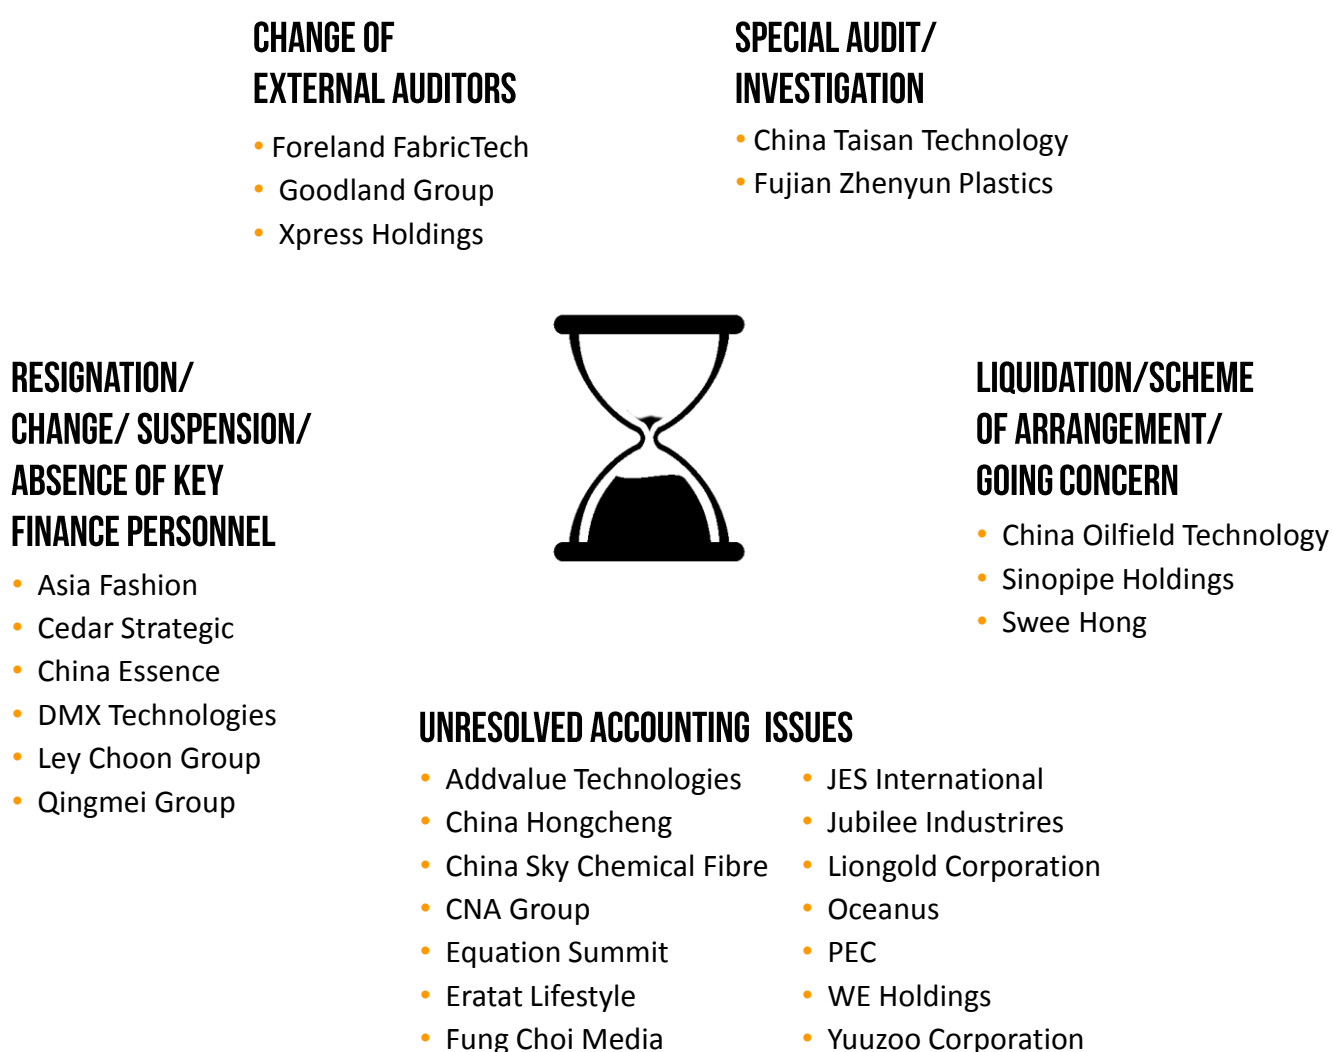 CHANGE OF
EXTERNAL AUDITORS
• Foreland FabricTech
• Goodland Group
• Xpress Holdings
SPECIAL AUDIT/
INVESTIGATION
• China Taisan Technology
• Fujian Zhenyun Plastics
RESIGNATION/
CHANGE/ SUSPENSION/
ABSENCE OF KEY
FINANCE PERSONNEL
• Asia Fashion
• Cedar Strategic
• China Essence
• DMX Technologies
• Ley Choon Group
• Qingmei Group
LIQUIDATION/SCHEME
OF ARRANGEMENT/
GOING CONCERN
• China Oilfield Technology
• Sinopipe Holdings
• Swee Hong
UNRESOLVED ACCOUNTING ISSUES
• Addvalue Technologies
• China Hongcheng
• China Sky Chemical Fibre
• CNA Group
• Equation Summit
• Eratat Lifestyle
• Fung Choi Media
• JES International
• Jubilee Industrires
• Liongold Corporation
• Oceanus
• PEC
• WE Holdings
• Yuuzoo Corporation